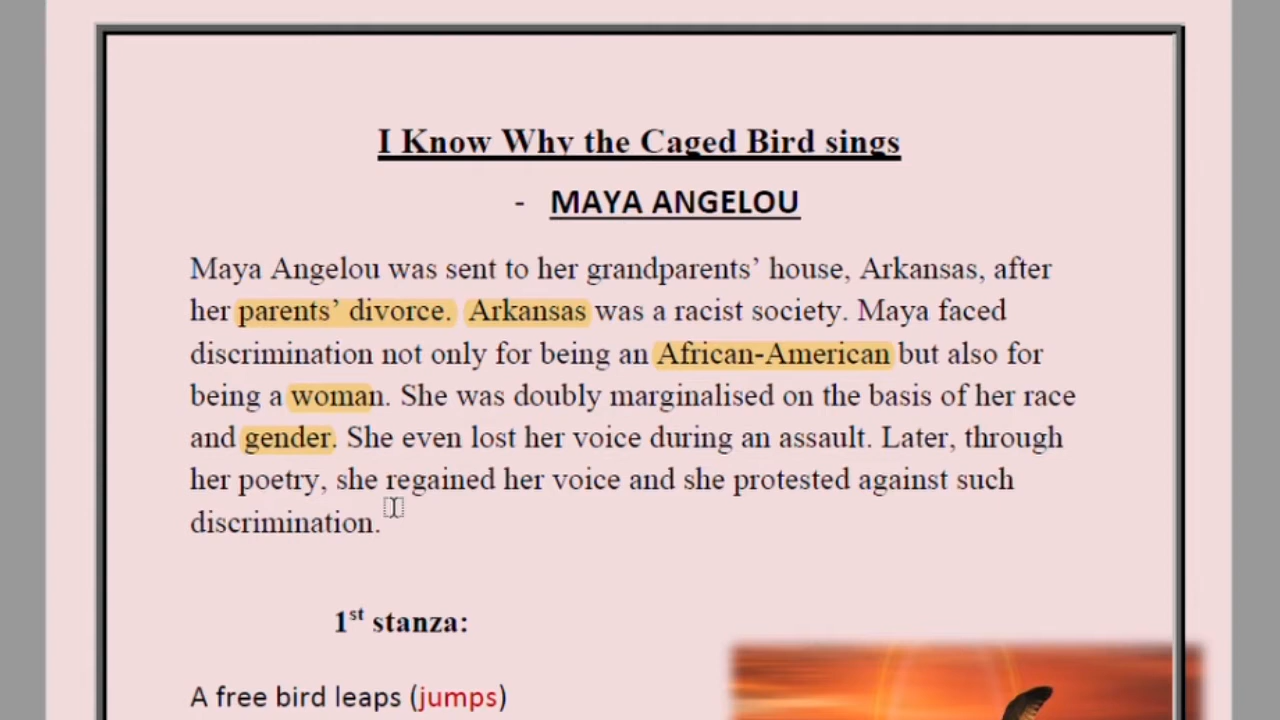 I Know Why the Caged Bird sings
- MAYA ANGELOU
Maya Angelou was sent to her grandparents’ house, Arkansas, after
her parents’ divorce. Arkansas was a racist society. Maya faced
discrimination not only for being an African-American but also for
being a woman. She was doubly marginalised on the basis of her race
and gender. She even lost her voice during an assault. Later, through
her poetry, she regained her voice and she protested against such
discrimination.
1st stanza:
A free bird leaps (jumps)